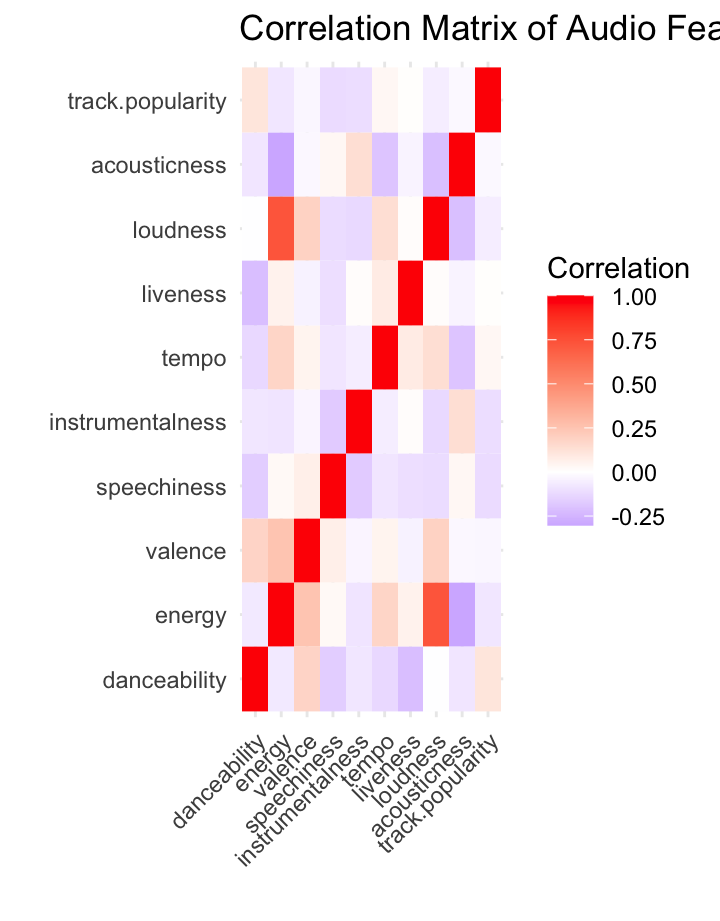 Correlation Matrix of Audio Fea
track.popularity
acousticness
loudness
liveness
tempo
instrumentalness
speechiness
valence
energy
danceability
Correlation
1.00
0.75
0.50
0.25
0.00
-0.25
danceability
energy
valence
speechiness
instrumentalness
tempo
liveness
loudness
acousticness
track.popularity